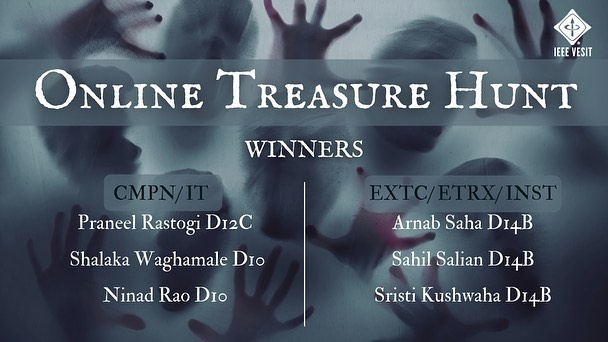 IEEE VESIT
Online Treasure Hunt
WINNERS
CMPN/IT
Praneel Rastogi D12C
Shalaka Waghamale D10
Ninad Rao D10
EXTC/ETRX/INST
Arnab Saha D14B
Sahil Salian D14B
Sristi Kushwaha D14B